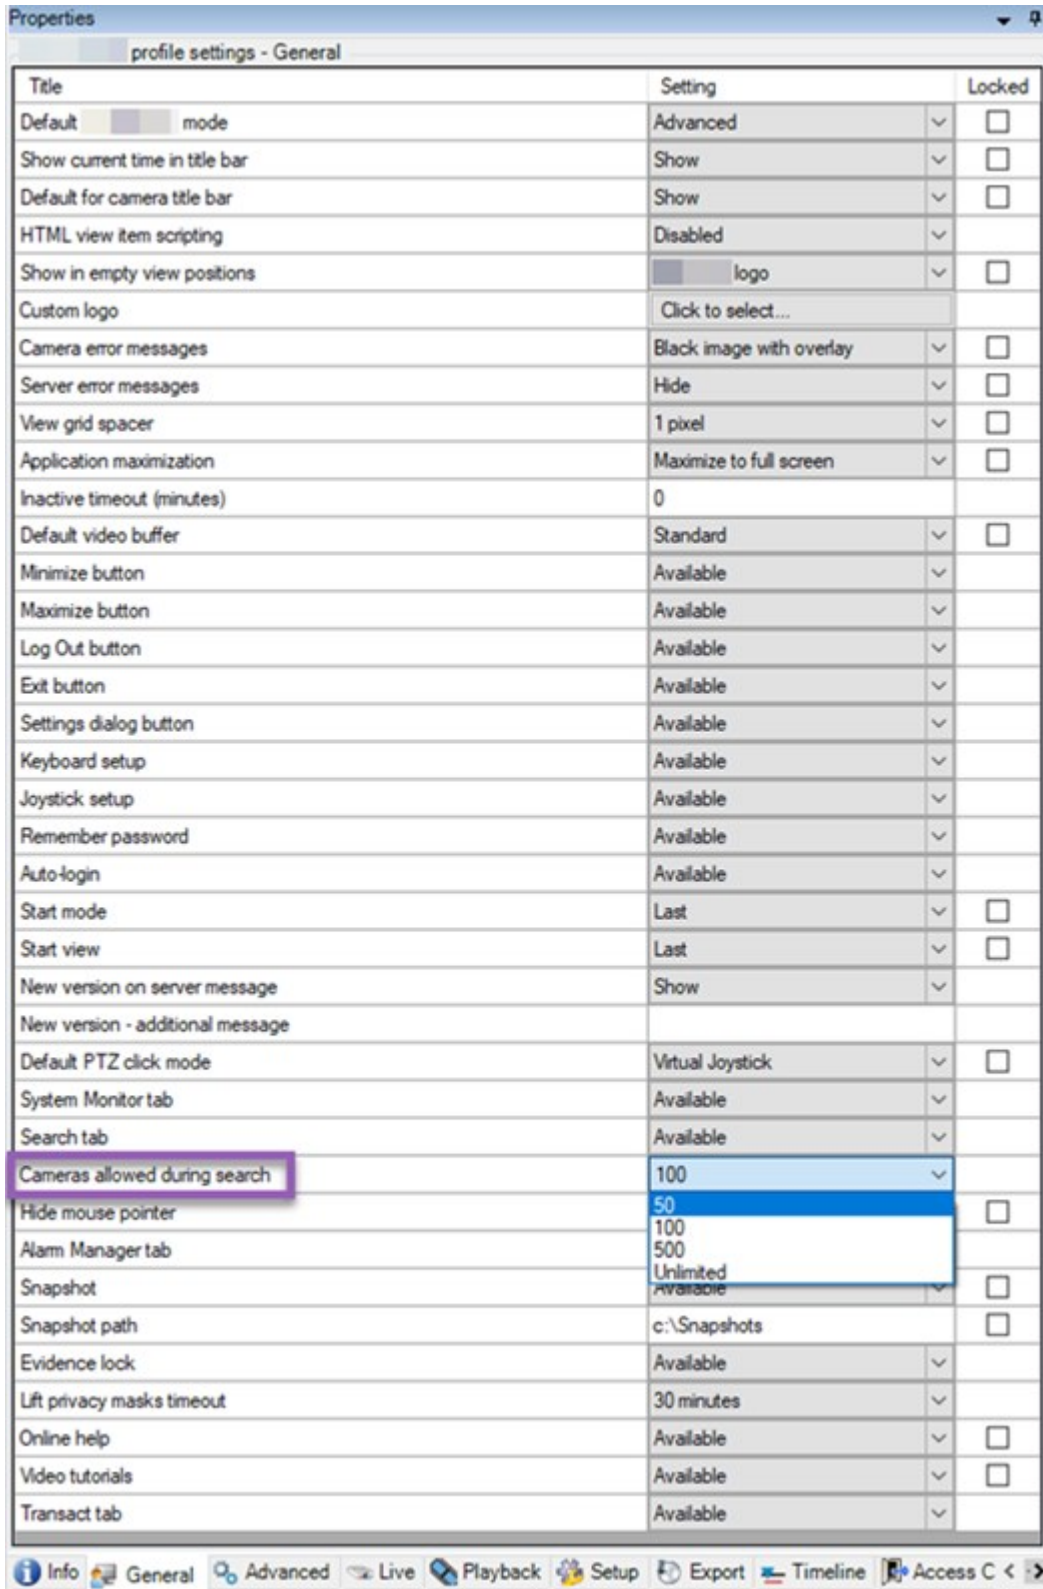 Properties
profile settings - General
Title Setting Locked
Default mode Advanced
Show current time in title bar Show
Default for camera title bar Show
HTML view item scripting Disabled
Show in empty view positions logo
Custom logo Click to select...
Camera error messages Black image with overlay
Server error messages Hide
View grid spacer 1 pixel
Application maximization Maximize to full screen
Inactive timeout (minutes) 0
Default video buffer Standard
Minimize button Available
Maximize button Available
Log Out button Available
Exit button Available
Settings dialog button Available
Keyboard setup Available
Joystick setup Available
Remember password Available
Auto-login Available
Start mode Last
Start view Last
New version on server message Show
New version - additional message
Default PTZ click mode Virtual Joystick
System Monitor tab Available
Search tab Available
Cameras allowed during search 100
50
Hide mouse pointer
100
Alarm Manager tab 500
Unlimited
Snapshot Available
Snapshot path c:\Snapshots
Evidence lock Available
Lift privacy masks timeout 30 minutes
Online help Available
Video tutorials Available
Transact tab Available
Info General Advanced Live Playback Setup Export Timeline Access C